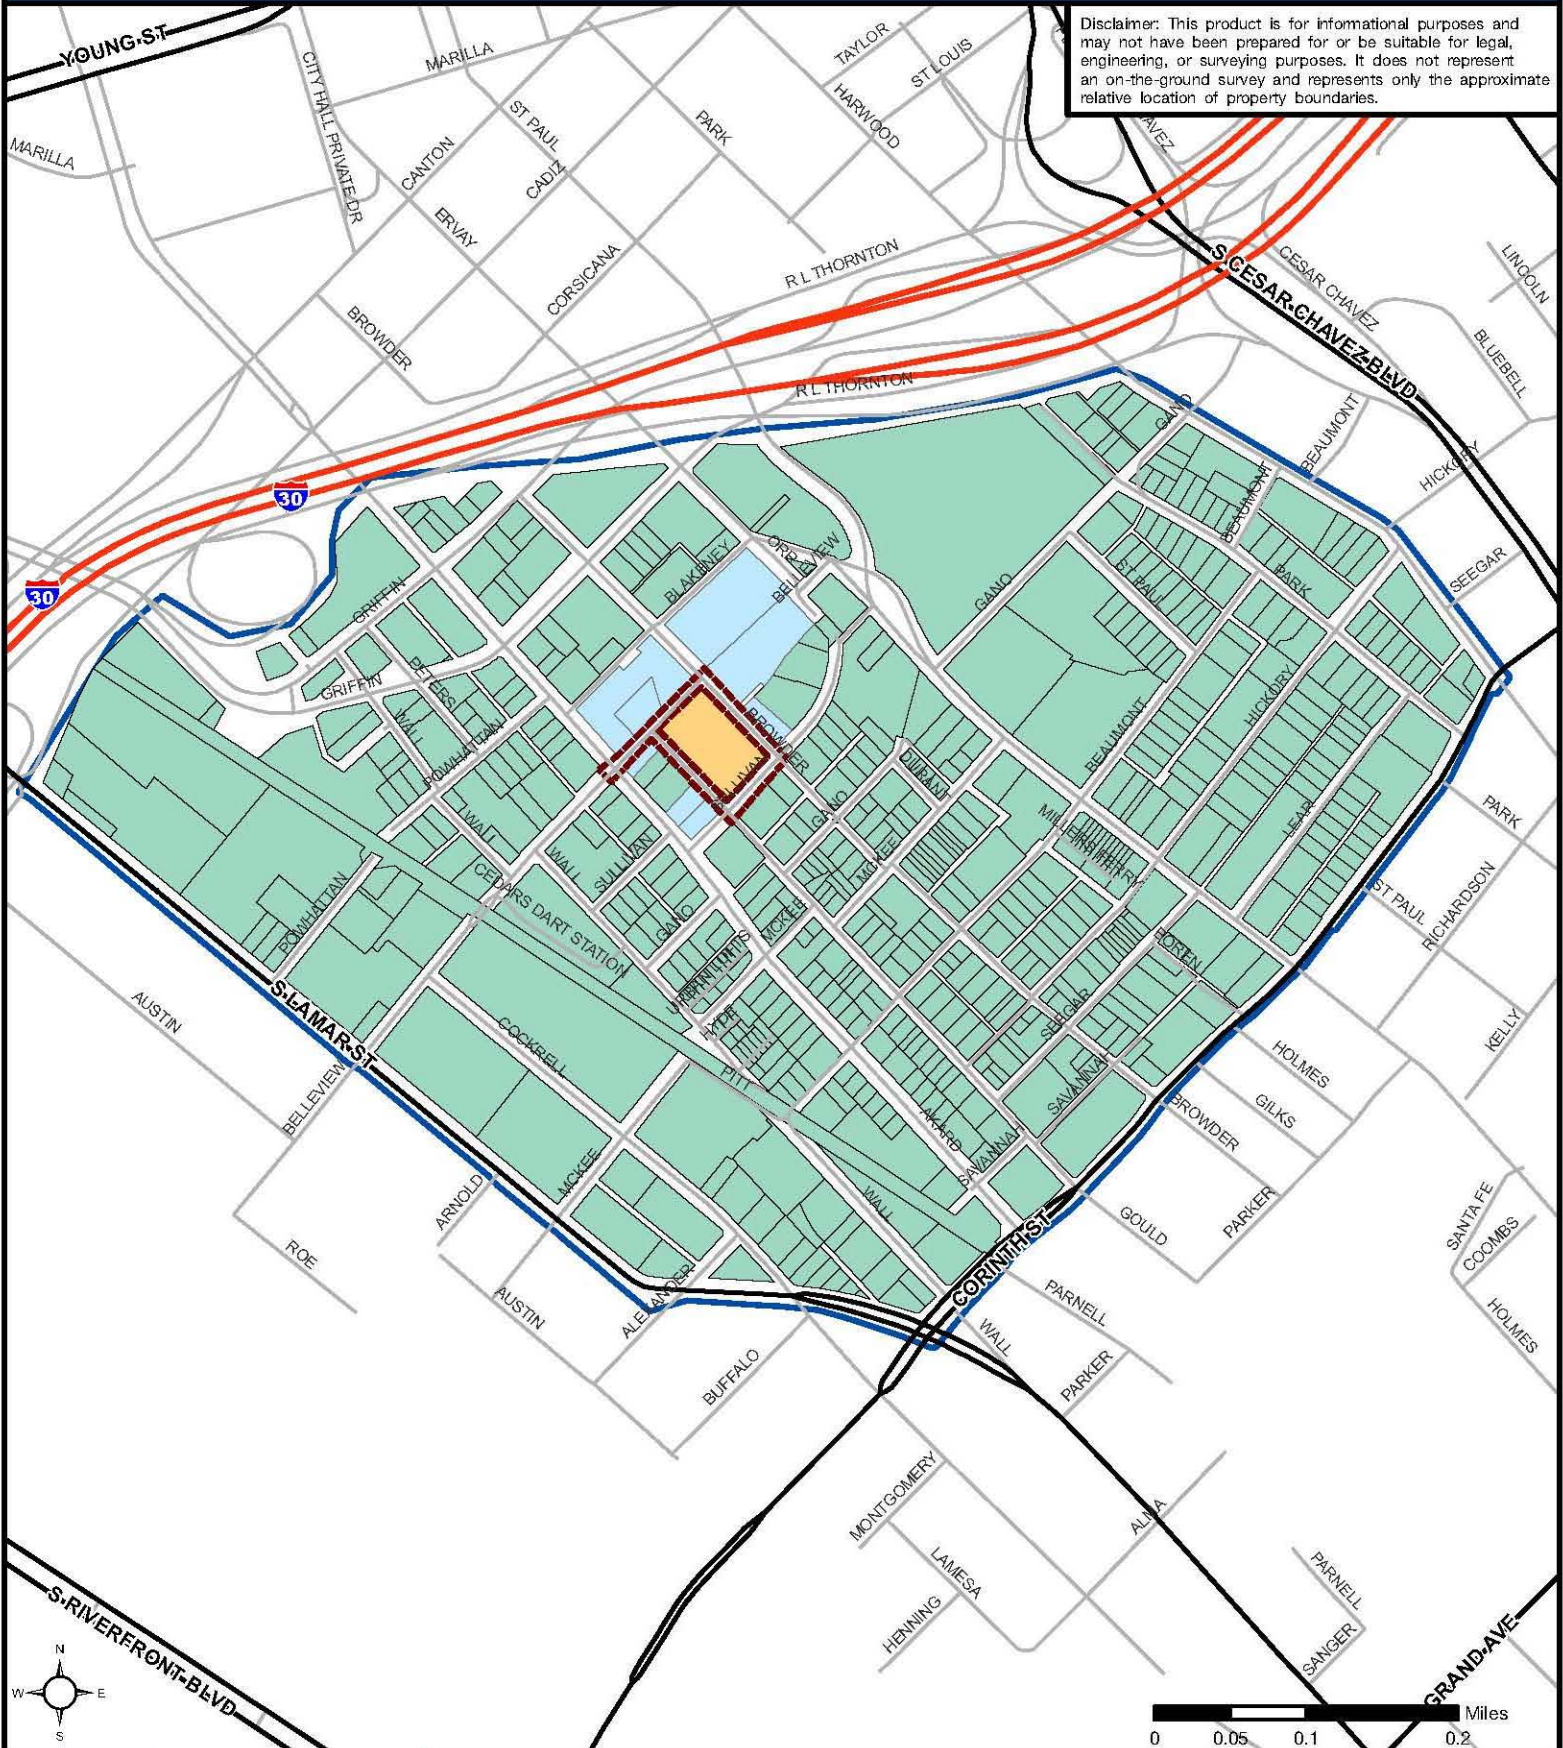 Disclaimer: This product is for informational purposes and
may not have been prepared for or be suitable for legal,
engineering, or surveying purposes. It does not represent
an on-the-ground survey and represents only the approximate
relative location of property boundaries.
YOUNG ST
MARILLA
TAYLOR
ST LOUIS
CITY HALL PRIVATE DR
HARWOOD
ST PAUL
PARK
MARILLA
CANTON
CADIZ
ERVAY
CORSICANA
R L THORNTON
S CESAR CHAVEZ BLVD
CESAR CHAVEZ
LINCOLN
BROWDER
BLUEBELL
R L THORNTON
GANO
BEAUMONT
HICKORY
30
BEAUMONT
ORR
BELLEVIEW
BLAKENEY
30
GRIFFIN
GANO
ST PAUL
PARK
SEEGAR
GRIFFIN
PETERS
WALL
HICKORY
BROWDER
BEAUMONT
POWHATTAN
SULLIVAN
DURANT
GANO
LEAR
PARK
WALL
MCKEE
WALL
SULLIVAN
CEDARS DART STATION
POWHATTAN
ST PAUL
RICHARDSON
GANO
MCKEE
AUSTIN
S LAMAR ST
HYDE
COCKRELL
SEEGAR
KELLY
HOLMES
PITT
SAVANNAH
BELLEVIEW
GILKS
BROWDER
AKARD
SAVANNAH
MCKEE
ARNOLD
WALL
GOULD
PARKER
SANTA FE
COOMBS
ROE
CORINTH ST
AUSTIN
ALEXANDER
PARNELL
HOLMES
WALL
PARKER
BUFFALO
MONTGOMERY
ALMA
LAMESA
HENNING
PARNELL
SANGER
S RIVERFRONT BLVD
GRAND AVE
N
W
E
S
Miles
0 0.05 0.1 0.2